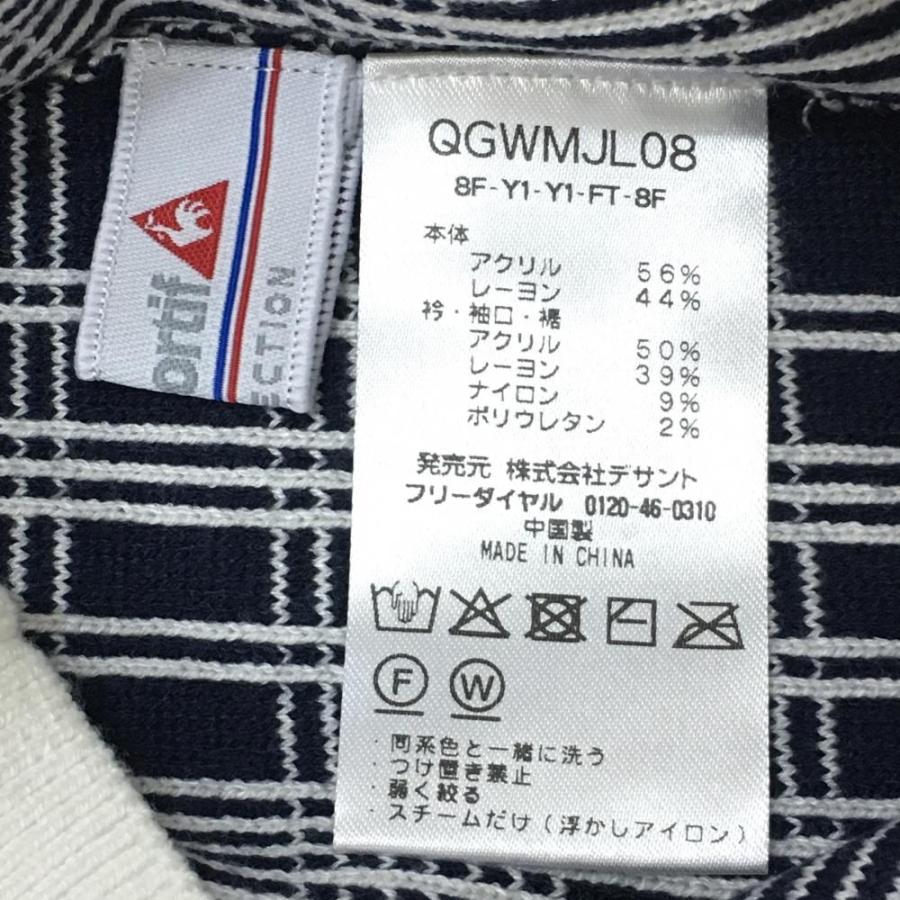 QGWMJL08
8F-Y1-Y1-FT-8F
本体
アクリル 56%
レーヨン 44%
衿・袖口・裾
アクリル 50%
レーヨン 39%
ナイロン 9%
ポリウレタン 2%
発売元 株式会社デサント
フリーダイヤル 0120-46-0310
中国製
MADE IN CHINA
F W
・同系色と一緒に洗う
・つけ置き禁止
・弱く絞る
・スチームだけ(浮かしアイロン)
ortif
ECTION